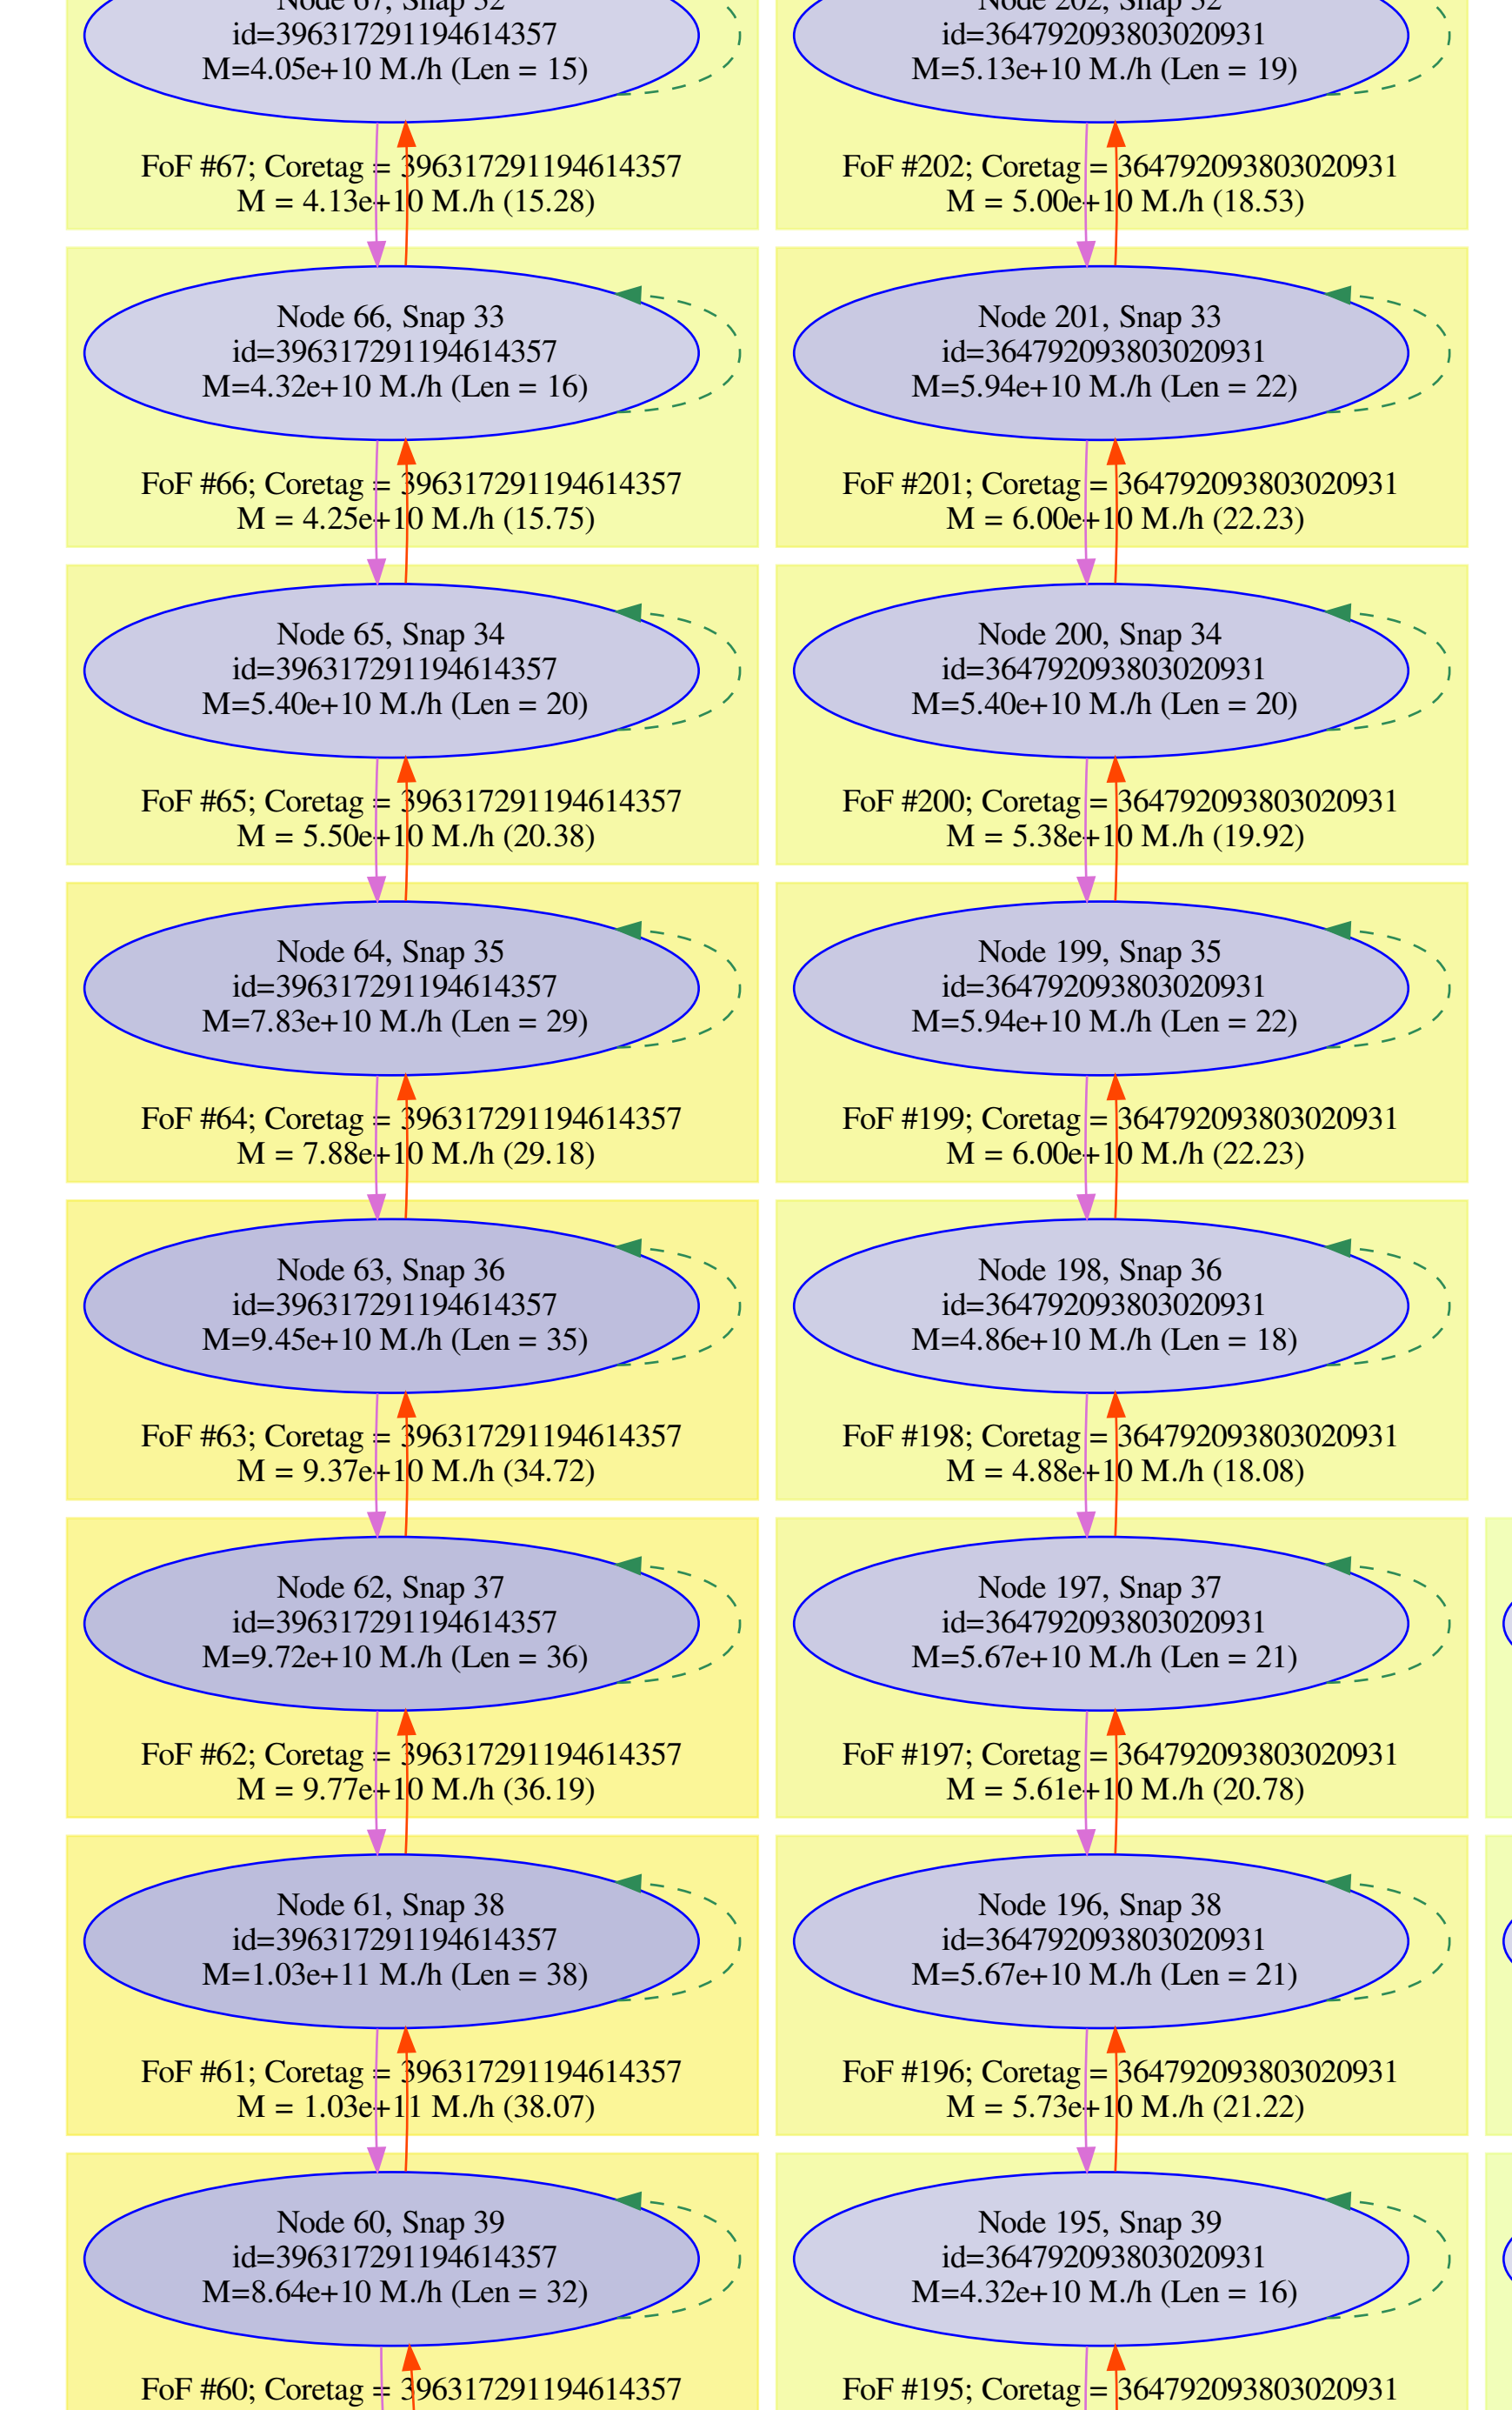 Node 67, Snap 32
id=396317291194614357
M=4.05e+10 M./h (Len = 15)
FoF #67; Coretag = 396317291194614357
M = 4.13e+10 M./h (15.28)
Node 66, Snap 33
id=396317291194614357
M=4.32e+10 M./h (Len = 16)
FoF #66; Coretag = 396317291194614357
M = 4.25e+10 M./h (15.75)
Node 65, Snap 34
id=396317291194614357
M=5.40e+10 M./h (Len = 20)
FoF #65; Coretag = 396317291194614357
M = 5.50e+10 M./h (20.38)
Node 64, Snap 35
id=396317291194614357
M=7.83e+10 M./h (Len = 29)
FoF #64; Coretag = 396317291194614357
M = 7.88e+10 M./h (29.18)
Node 63, Snap 36
id=396317291194614357
M=9.45e+10 M./h (Len = 35)
FoF #63; Coretag = 396317291194614357
M = 9.37e+10 M./h (34.72)
Node 62, Snap 37
id=396317291194614357
M=9.72e+10 M./h (Len = 36)
FoF #62; Coretag = 396317291194614357
M = 9.77e+10 M./h (36.19)
Node 61, Snap 38
id=396317291194614357
M=1.03e+11 M./h (Len = 38)
FoF #61; Coretag = 396317291194614357
M = 1.03e+11 M./h (38.07)
Node 60, Snap 39
id=396317291194614357
M=8.64e+10 M./h (Len = 32)
FoF #60; Coretag = 396317291194614357
Node 202, Snap 32
id=364792093803020931
M=5.13e+10 M./h (Len = 19)
FoF #202; Coretag = 364792093803020931
M = 5.00e+10 M./h (18.53)
Node 201, Snap 33
id=364792093803020931
M=5.94e+10 M./h (Len = 22)
FoF #201; Coretag = 364792093803020931
M = 6.00e+10 M./h (22.23)
Node 200, Snap 34
id=364792093803020931
M=5.40e+10 M./h (Len = 20)
FoF #200; Coretag = 364792093803020931
M = 5.38e+10 M./h (19.92)
Node 199, Snap 35
id=364792093803020931
M=5.94e+10 M./h (Len = 22)
FoF #199; Coretag = 364792093803020931
M = 6.00e+10 M./h (22.23)
Node 198, Snap 36
id=364792093803020931
M=4.86e+10 M./h (Len = 18)
FoF #198; Coretag = 364792093803020931
M = 4.88e+10 M./h (18.08)
Node 197, Snap 37
id=364792093803020931
M=5.67e+10 M./h (Len = 21)
FoF #197; Coretag = 364792093803020931
M = 5.61e+10 M./h (20.78)
Node 196, Snap 38
id=364792093803020931
M=5.67e+10 M./h (Len = 21)
FoF #196; Coretag = 364792093803020931
M = 5.73e+10 M./h (21.22)
Node 195, Snap 39
id=364792093803020931
M=4.32e+10 M./h (Len = 16)
FoF #195; Coretag = 364792093803020931